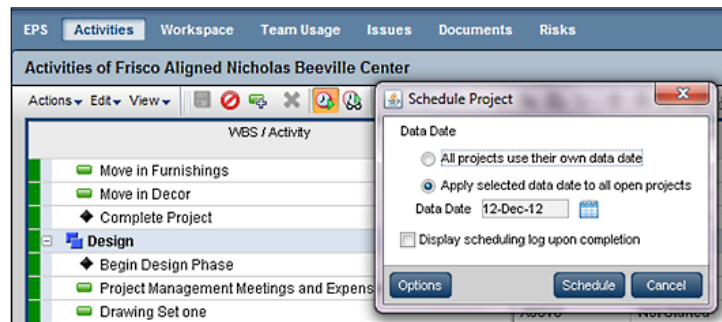 EPS Activities Workspace Team Usage Issues Documents Risks
Activities of Frisco Aligned Nicholas Beeville Center
Actions Edit View
Schedule Project
WBS / Activity
Data Date
All projects use their own data date
Move in Furnishings
Apply selected data date to all open projects
Move in Decor
Data Date 12-Dec-12
Complete Project
Display scheduling log upon completion
Design
Begin Design Phase
Project Management Meetings and Expens
Options Schedule Cancel
Drawing Set one